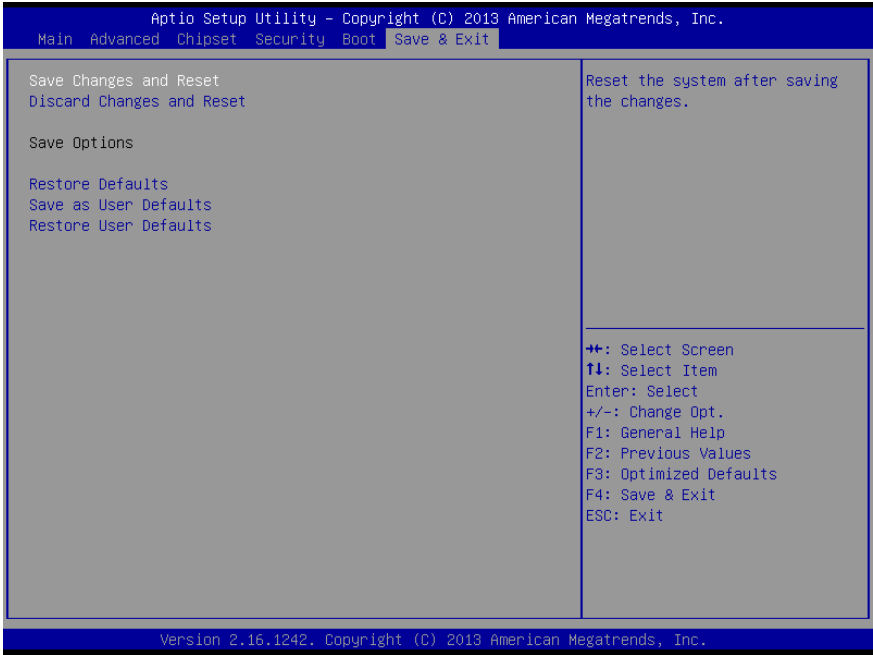 Aptio Setup Utility – Copyright (C) 2013 American Megatrends, Inc.
Main Advanced Chipset Security Boot Save & Exit
Save Changes and Reset
Discard Changes and Reset
Save Options
Restore Defaults
Save as User Defaults
Restore User Defaults
Reset the system after saving
the changes.
→←: Select Screen
↑↓: Select Item
Enter: Select
+/-: Change Opt.
F1: General Help
F2: Previous Values
F3: Optimized Defaults
F4: Save & Exit
ESC: Exit
Version 2.16.1242. Copyright (C) 2013 American Megatrends, Inc.